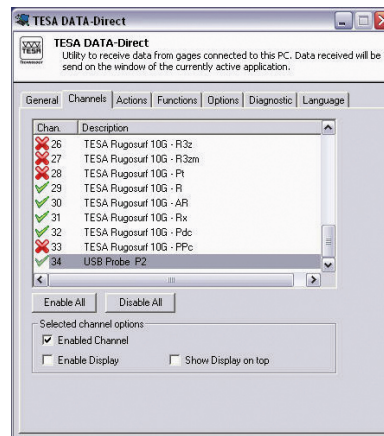 TESA DATA-Direct
TESA DATA-Direct
Utility to receive data from gages connected to this PC. Data received will be
send on the window of the currently active application.
TESA
General Channels Actions Functions Options Diagnostic Language
Chan. Description
26 TESA Rugosurf 10G - R3z
27 TESA Rugosurf 10G - R3zm
28 TESA Rugosurf 10G - Pt
29 TESA Rugosurf 10G - R
30 TESA Rugosurf 10G - AR
31 TESA Rugosurf 10G - Rx
32 TESA Rugosurf 10G - Pdc
33 TESA Rugosurf 10G - PPc
34 USB Probe P2
Enable All Disable All
Selected channel options
Enabled Channel
Enable Display Show Display on top